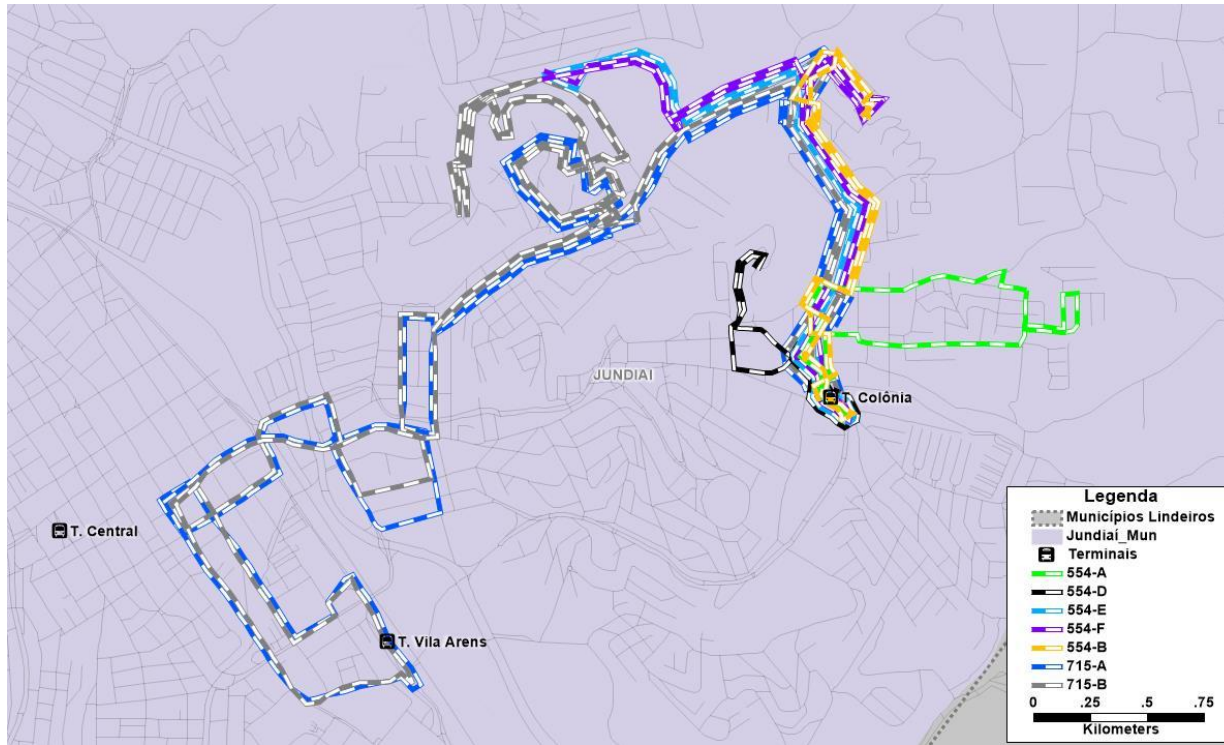 JUNDIAI
T. Colônia
T. Central
T. Vila Arens
Legenda
Municípios Lindeiros
Jundiaí_Mun
Terminais
554-A
554-D
554-E
554-F
554-B
715-A
715-B
0 .25 .5 .75
Kilometers